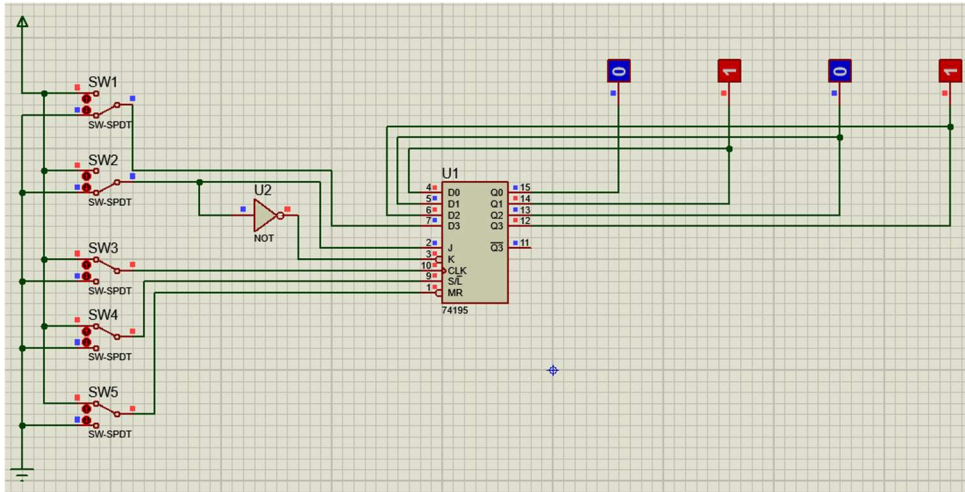 0
1
0
1
SW1
SW-SPDT
SW2
SW-SPDT
U2
NOT
SW3
SW-SPDT
SW4
SW-SPDT
SW5
SW-SPDT
U1
4 D0 Q0 15
5 D1 Q1 14
6 D2 Q2 13
7 D3 Q3 12
2 J Q3 11
3 K
10 CLK
9 S/L
1 MR
74195